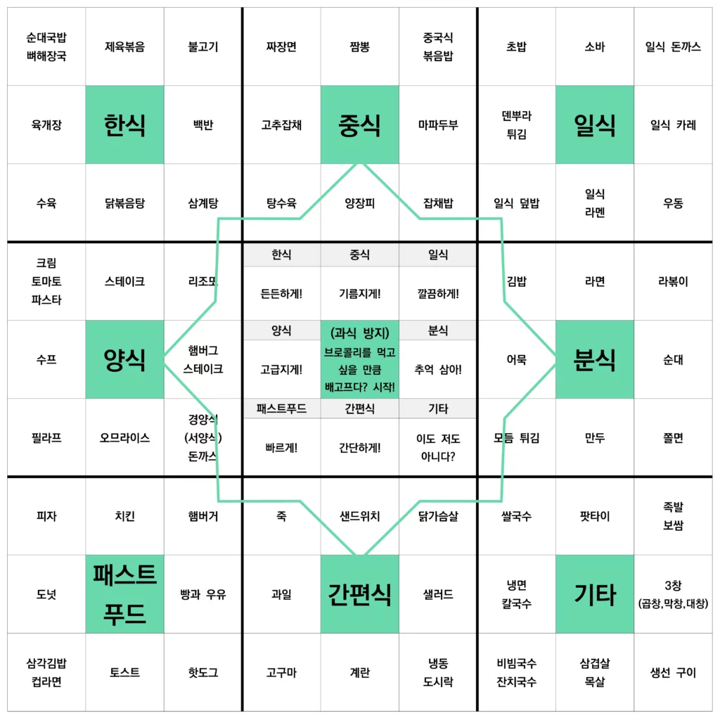 순대국밥
뼈해장국
제육볶음
불고기
짜장면
짬뽕
중국식
볶음밥
초밥
소바
일식 돈까스
육개장
한식
백반
고추잡채
중식
마파두부
덴뿌라
튀김
일식
일식 카레
수육
닭볶음탕
삼계탕
탕수육
양장피
잡채밥
일식 덮밥
일식
라멘
우동
크림
토마토
파스타
스테이크
리조또
한식
든든하게!
중식
기름지게!
일식
깔끔하게!
김밥
라면
라볶이
수프
양식
햄버그
스테이크
양식
고급지게!
(과식 방지)
브로콜리를 먹고
싶을 만큼
배고프다? 시작!
분식
추억 삼아!
어묵
분식
순대
필라프
오므라이스
경양식
(서양식)
돈까스
패스트푸드
빠르게!
간편식
간단하게!
기타
이도 저도
아니다?
모듬 튀김
만두
쫄면
피자
치킨
햄버거
죽
샌드위치
닭가슴살
쌀국수
팟타이
족발
보쌈
도넛
패스트
푸드
빵과 우유
과일
간편식
샐러드
냉면
칼국수
기타
3창
(곱창,막창,대창)
삼각김밥
컵라면
토스트
핫도그
고구마
계란
냉동
도시락
비빔국수
잔치국수
삼겹살
목살
생선 구이